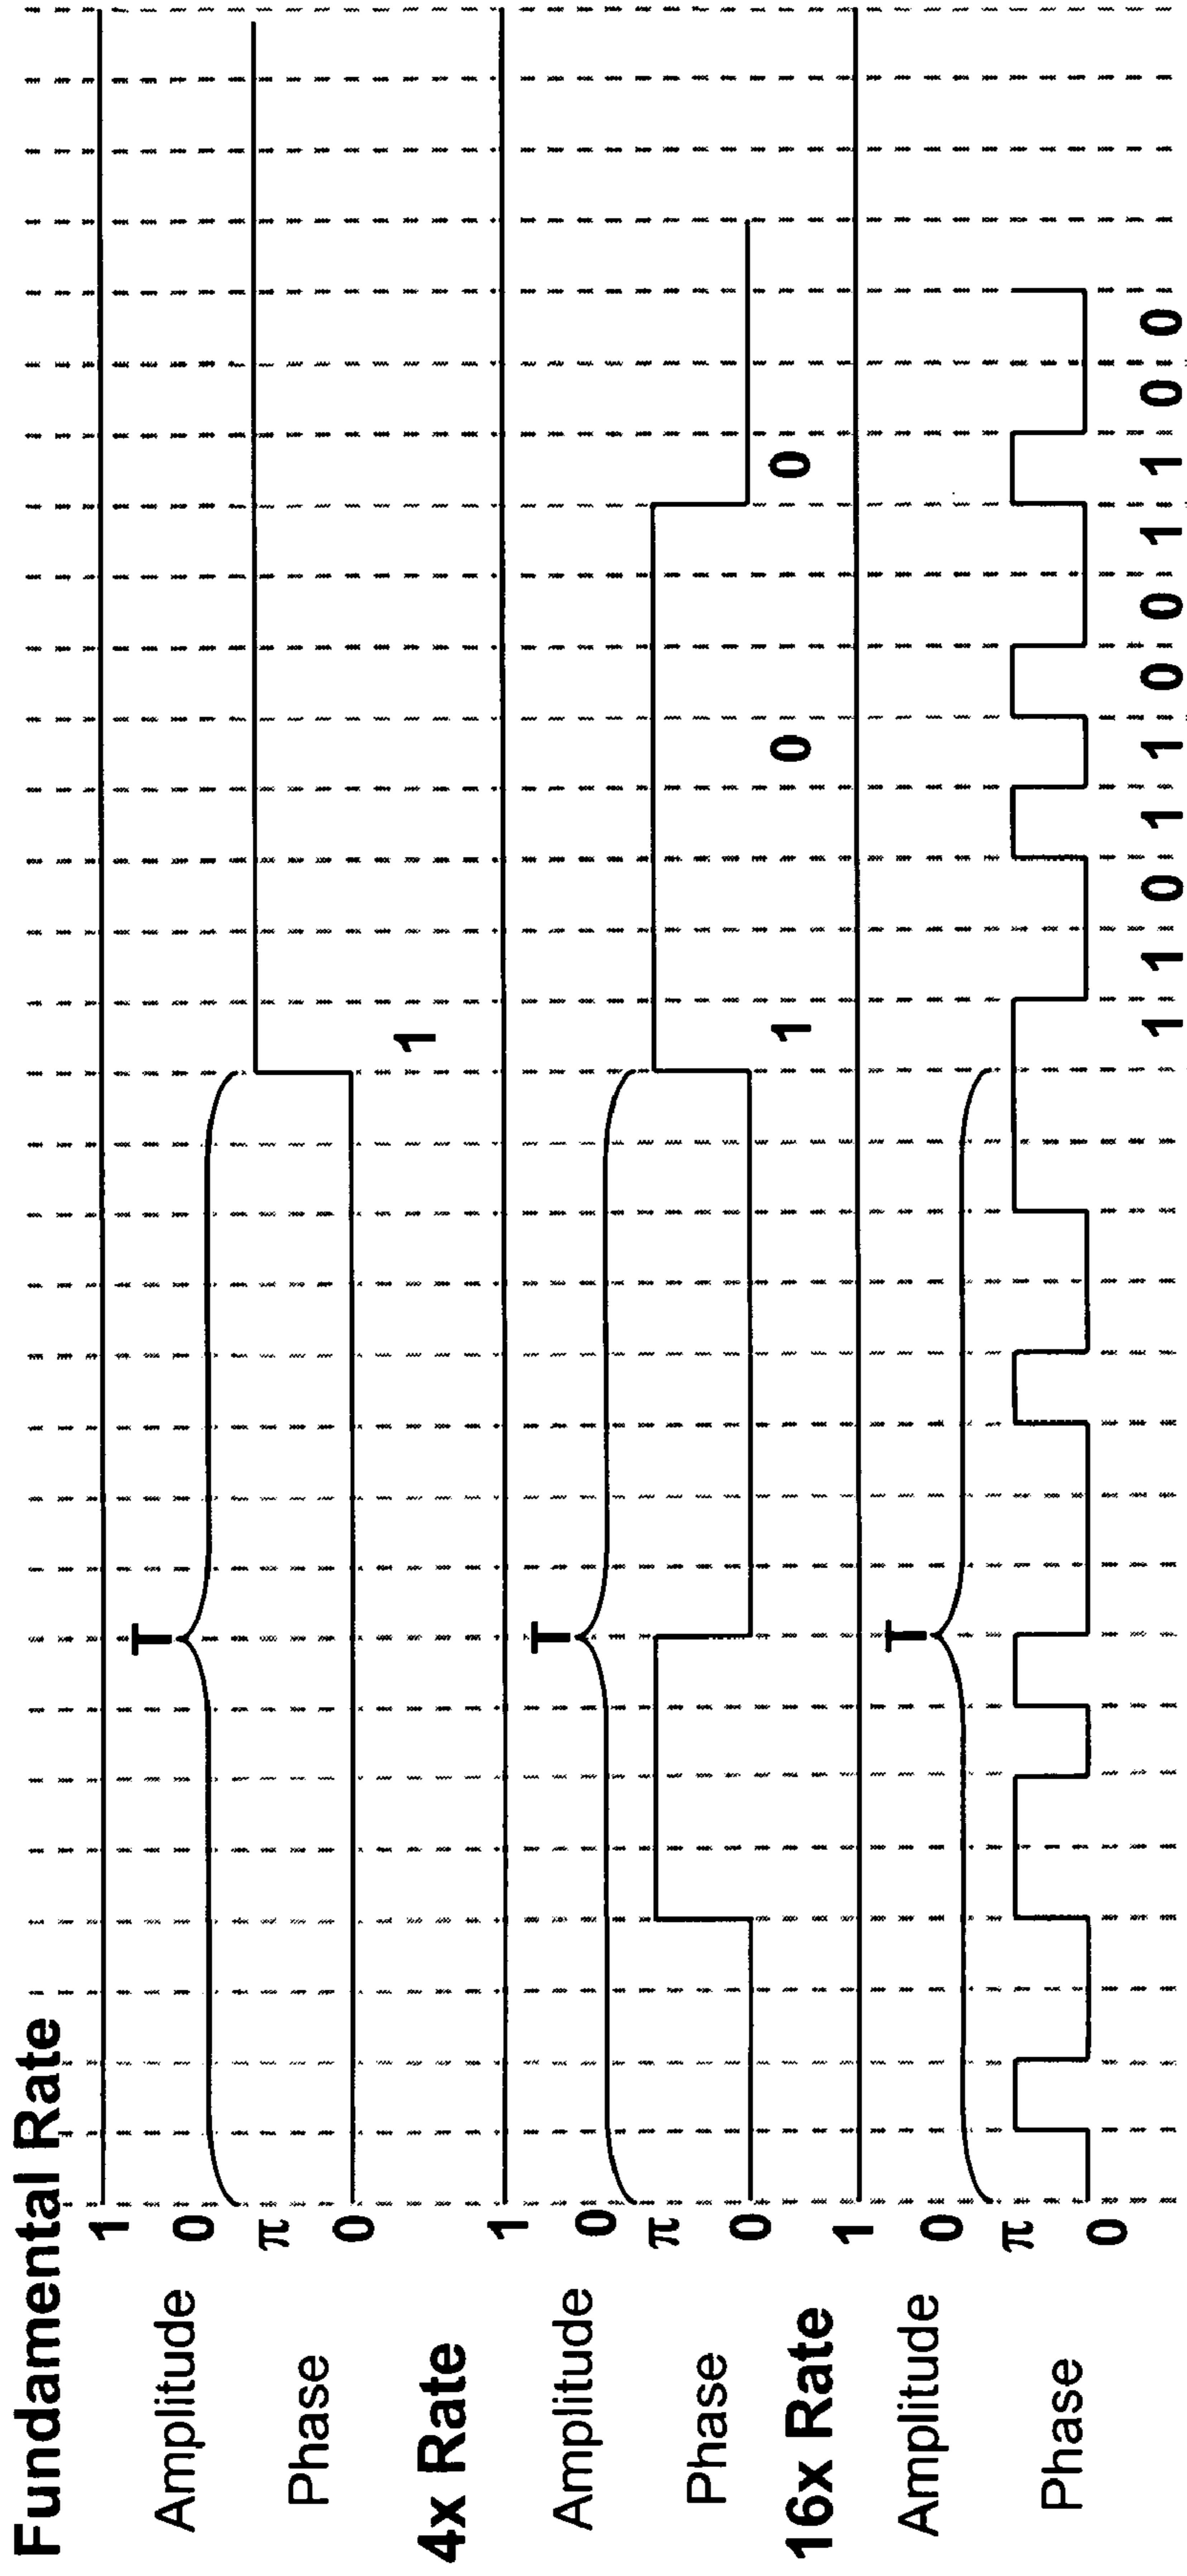 Fundamental Rate
1
T
Amplitude 0
π
Phase
0
1
4x Rate
1
T
Amplitude 0
π
Phase
0
1 0 0
16x Rate
1
T
Amplitude 0
π
Phase
0
1 1 0 1 1 0 0 1 1 0 0